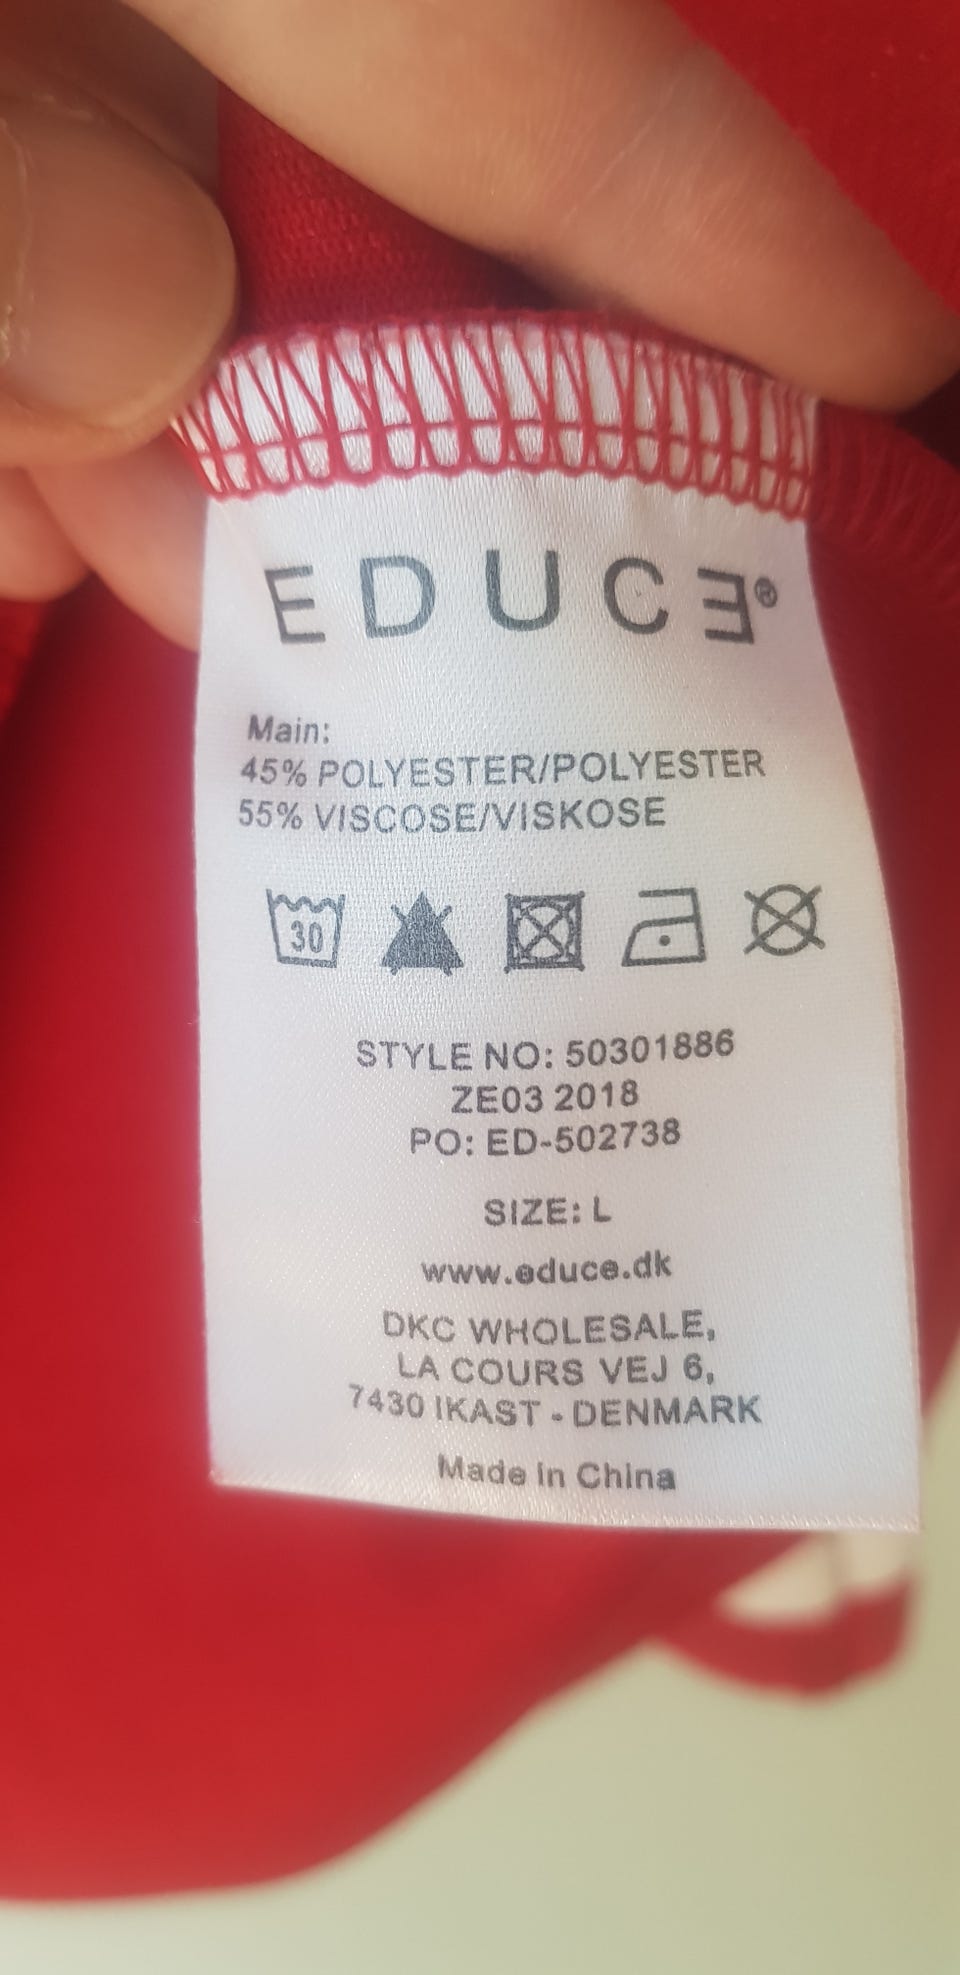 EDUCE®
Main:
45% POLYESTER/POLYESTER
55% VISCOSE/VISKOSE
30
STYLE NO: 50301886
ZE03 2018
PO: ED-502738
SIZE: L
www.educe.dk
DKC WHOLESALE,
LA COURS VEJ 6,
7430 IKAST - DENMARK
Made in China